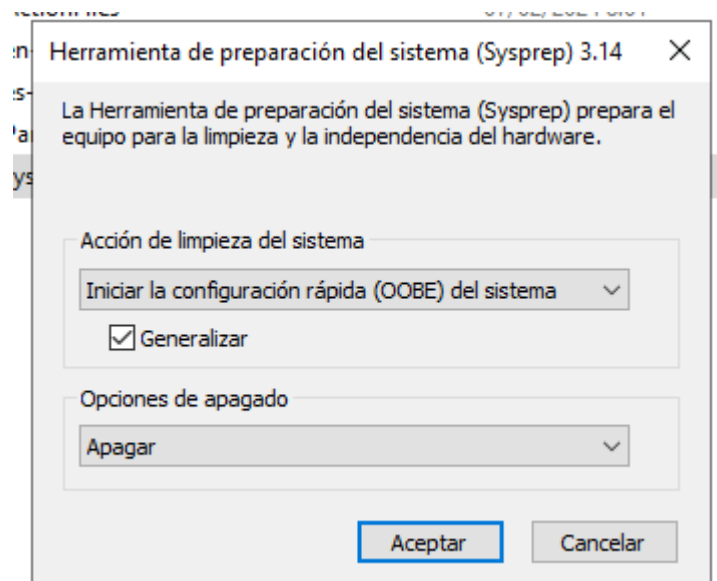 Herramienta de preparación del sistema (Sysprep) 3.14
La Herramienta de preparación del sistema (Sysprep) prepara el
equipo para la limpieza y la independencia del hardware.
Acción de limpieza del sistema
Iniciar la configuración rápida (OOBE) del sistema
Generalizar
Opciones de apagado
Apagar
Aceptar Cancelar